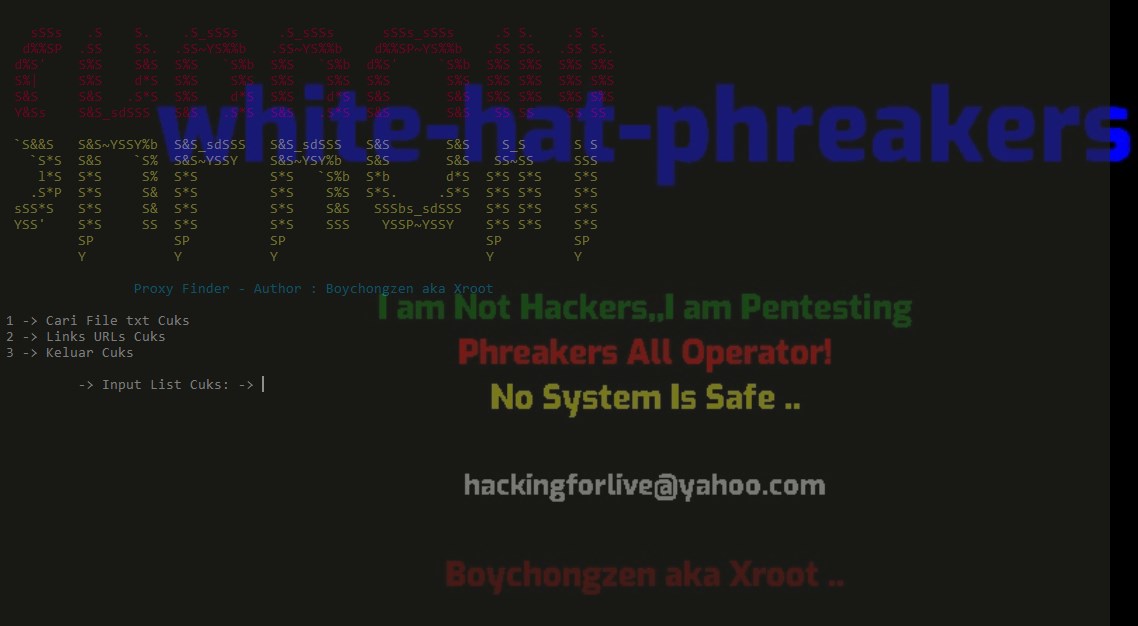 white-hat-phreakers
Proxy Finder - Author : Boychongzen aka Xroot
I am Not Hackers,,I am Pentesting
1 -> Cari File txt Cuks
2 -> Links URLs Cuks
3 -> Keluar Cuks
Phreakers All Operator!
-> Input List Cuks: ->
No System Is Safe ..
hackingforlive@yahoo.com
Boychongzen aka Xroot ..